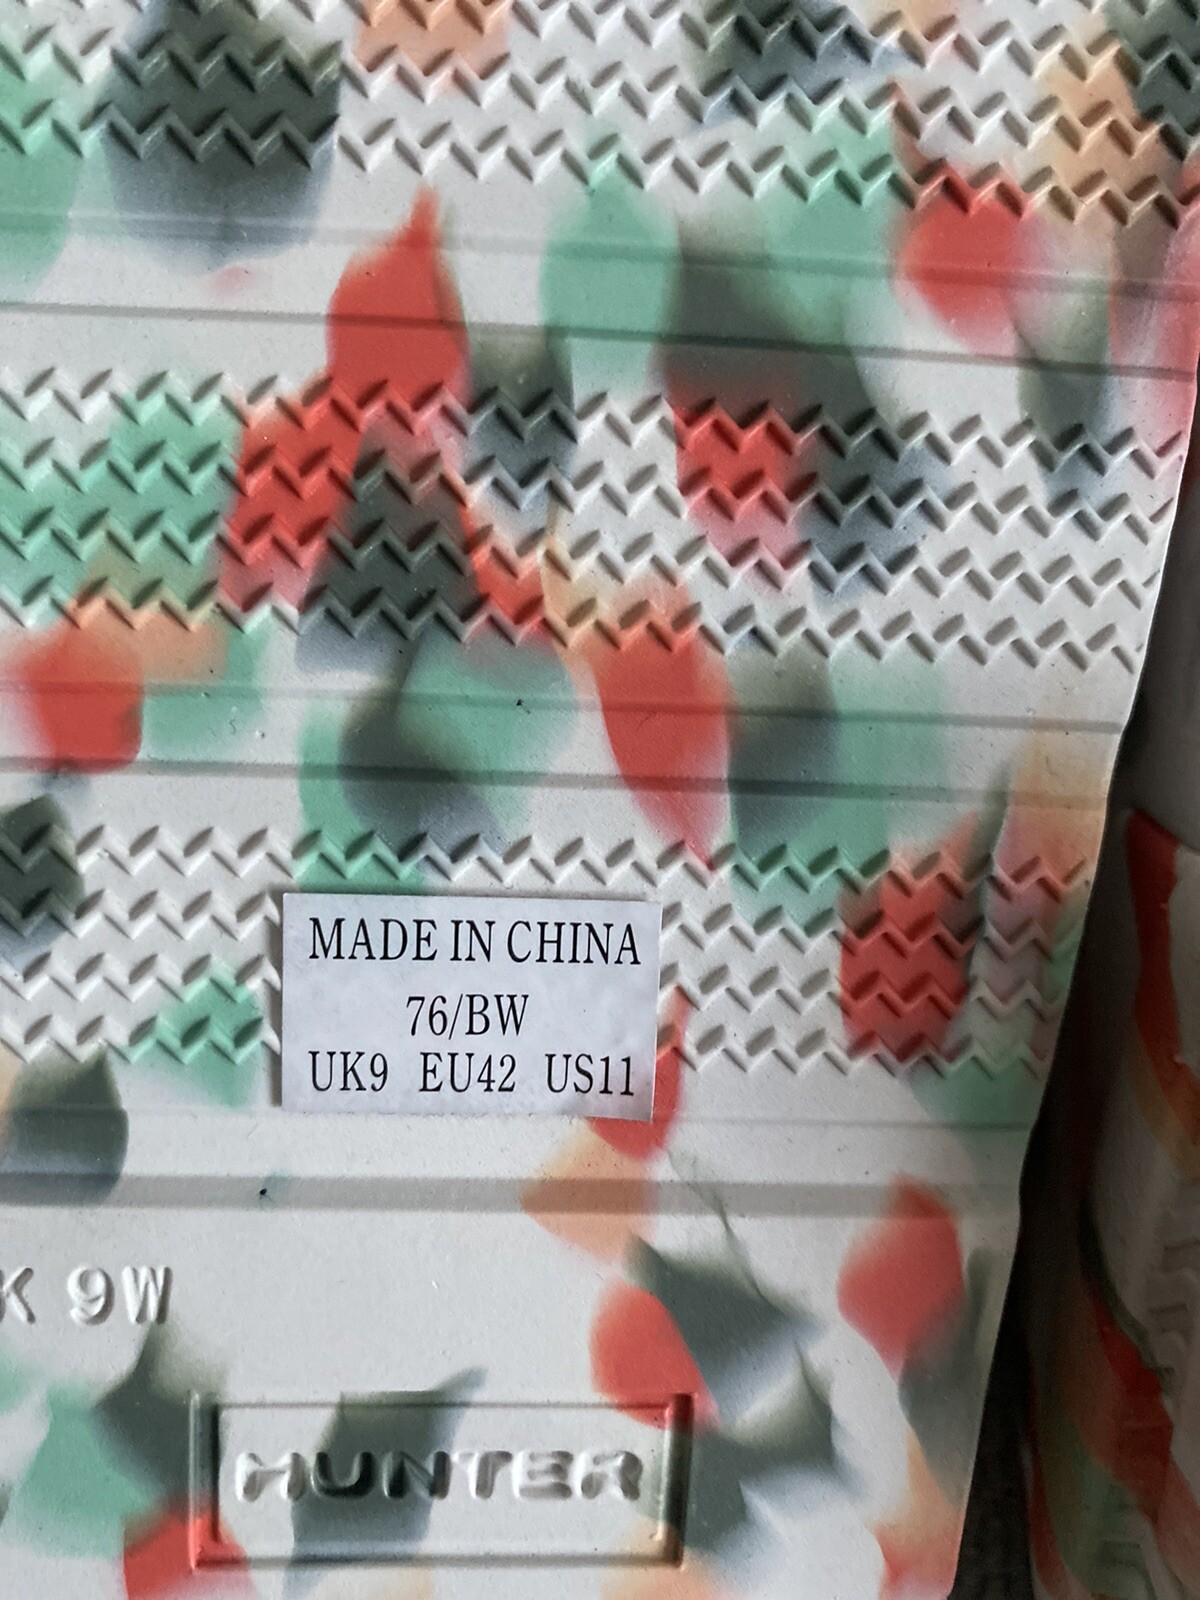 MADE IN CHINA
76/BW
UK9 EU42 US11
K 9W
HUNTER